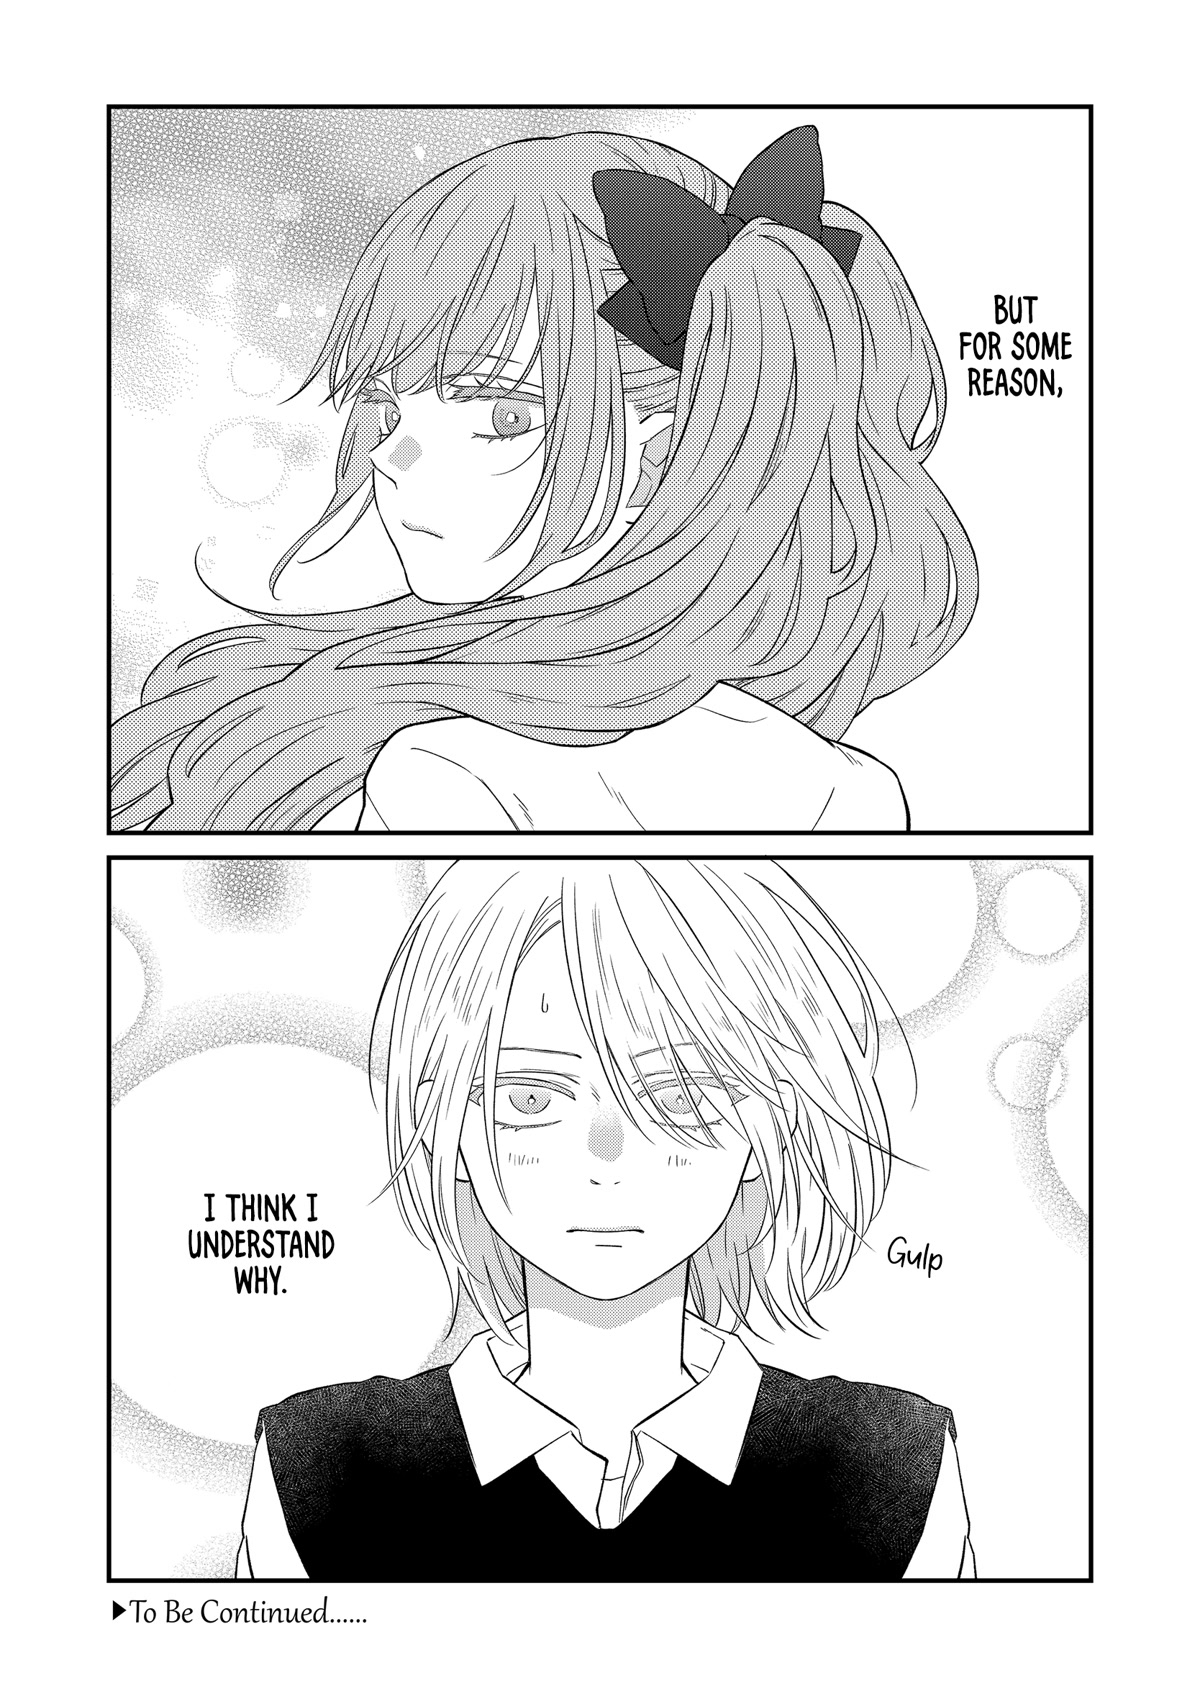 BUT
FOR SOME
REASON,
I THINK I
UNDERSTAND
WHY.
Gulp
▶To Be Continued......